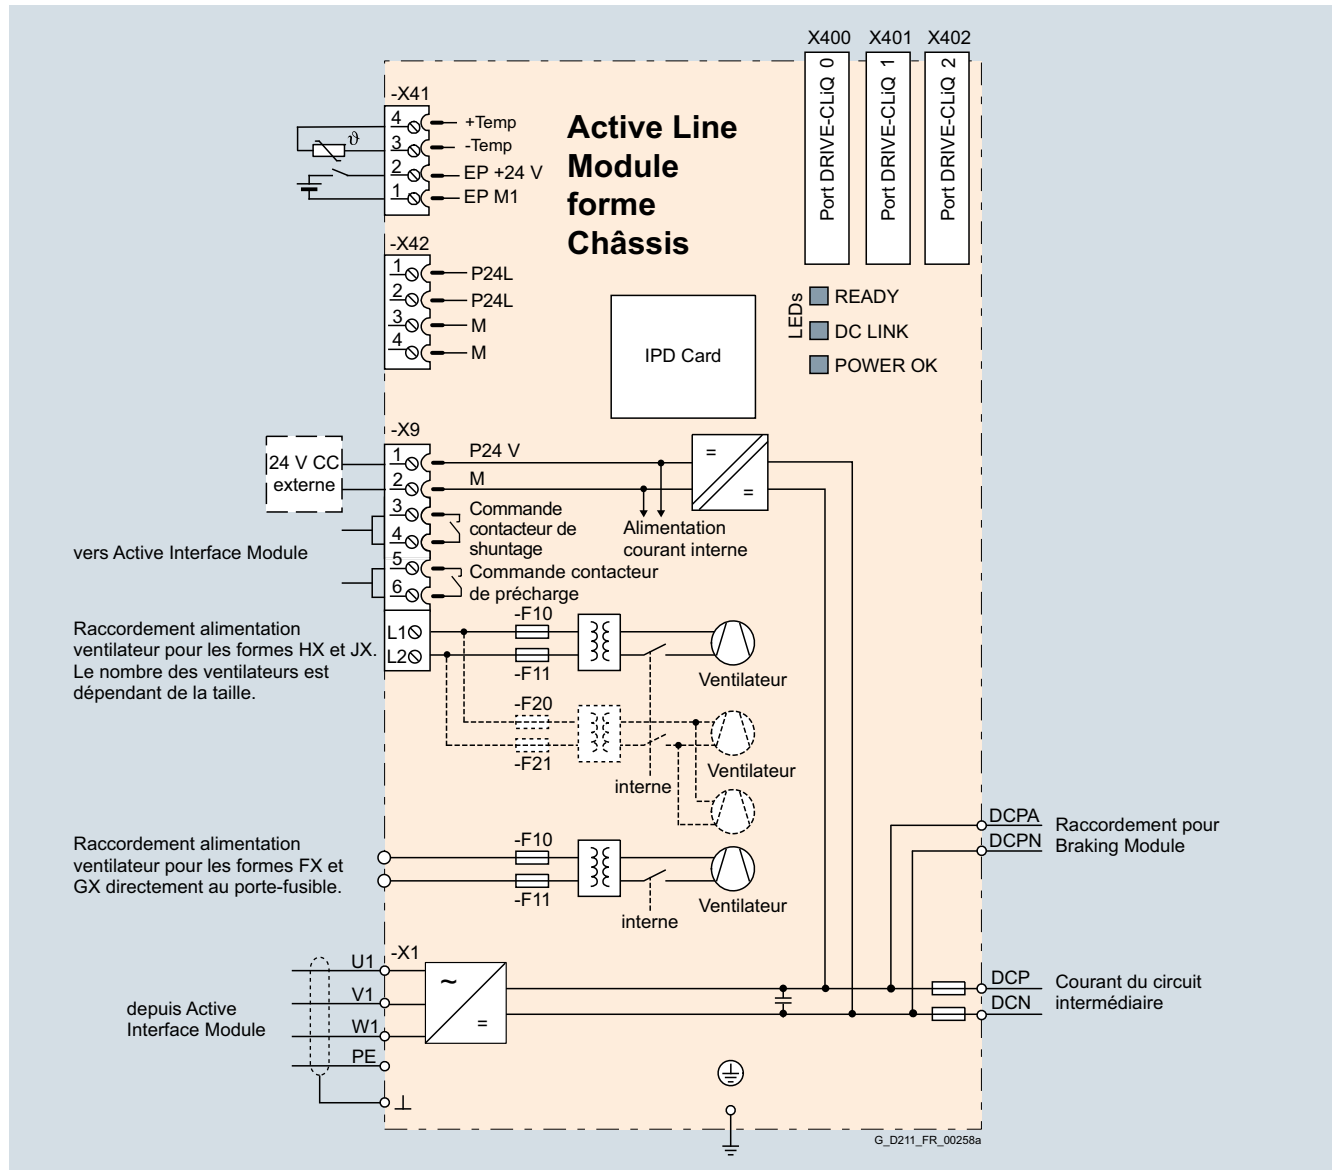 X400 X401 X402
Port DRIVE-CLiQ 0
Port DRIVE-CLiQ 1
Port DRIVE-CLiQ 2
Active Line
Module
forme
Châssis
-X41
4 +Temp
3 -Temp
2 EP +24 V
1 EP M1
ϑ
-X42
1 P24L
2 P24L
3 M
4 M
LEDs
READY
DC LINK
POWER OK
IPD Card
-X9
24 V CC
externe
1 P24 V
2 M
3
4
5
6
=
=
Commande
contacteur de
shuntage
Alimentation
courant interne
vers Active Interface Module
Commande contacteur
de précharge
Raccordement alimentation
ventilateur pour les formes HX et JX.
Le nombre des ventilateurs est
dépendant de la taille.
L1
L2
-F10
-F11
Ventilateur
-F20
-F21
Ventilateur
interne
Raccordement alimentation
ventilateur pour les formes FX et
GX directement au porte-fusible.
-F10
-F11
Ventilateur
interne
DCPA
DCPN
Raccordement pour
Braking Module
-X1
U1
V1
W1
PE
depuis Active
Interface Module
~
=
DCP
DCN
Courant du circuit
intermédiaire
G_D211_FR_00258a